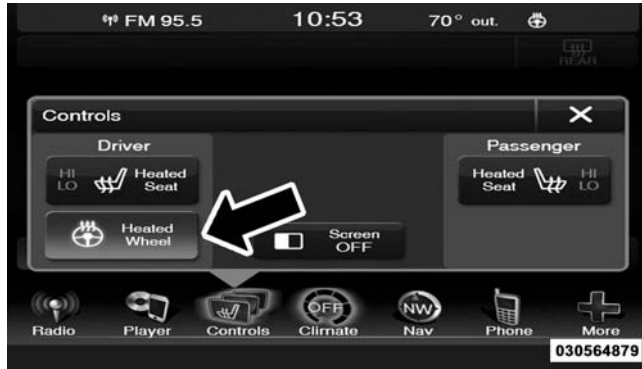 FM 95.5 10:53 70° out.
REAR
Controls X
Driver Passenger
HI Heated Heated HI
LO Seat Seat LO
Heated
Wheel
Screen
OFF
OFF NW
Radio Player Controls Climate Nav Phone More
030564879